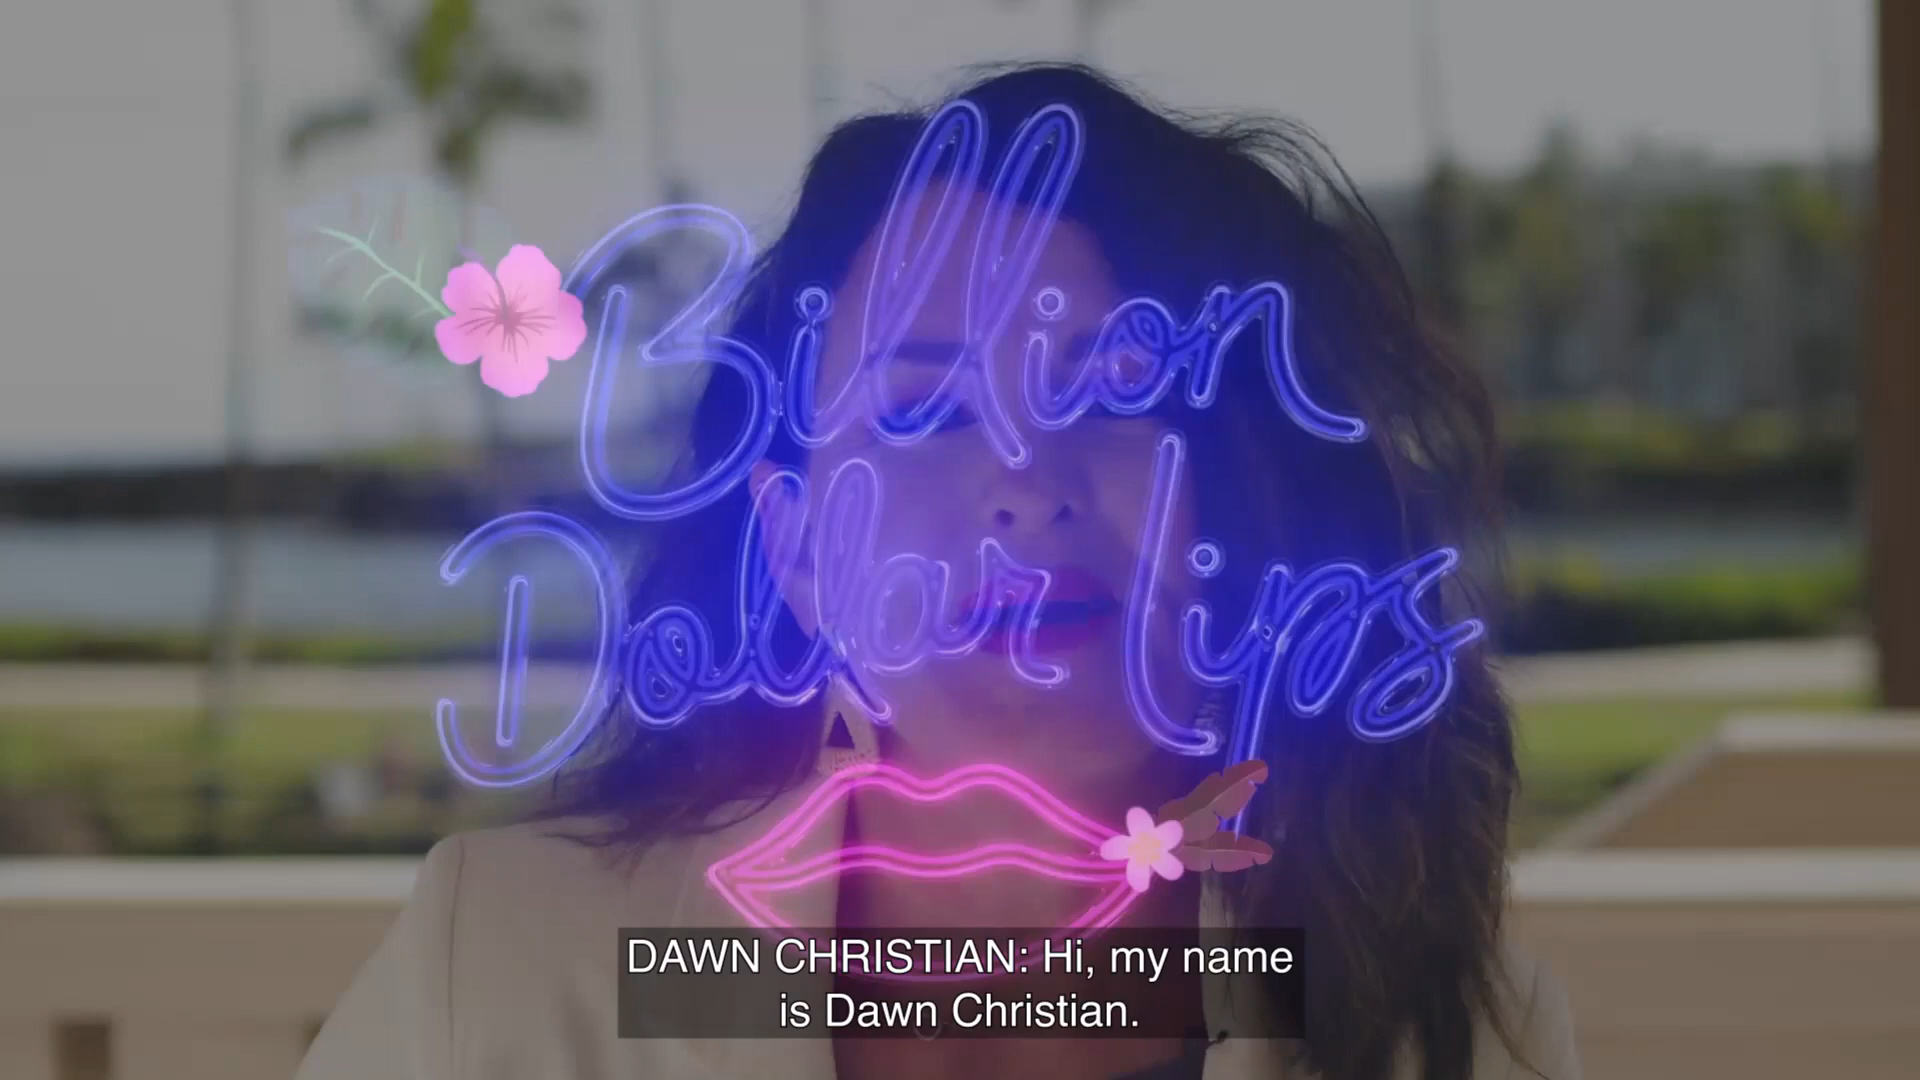 Billion
Dollar Lips
DAWN CHRISTIAN: Hi, my name
is Dawn Christian.